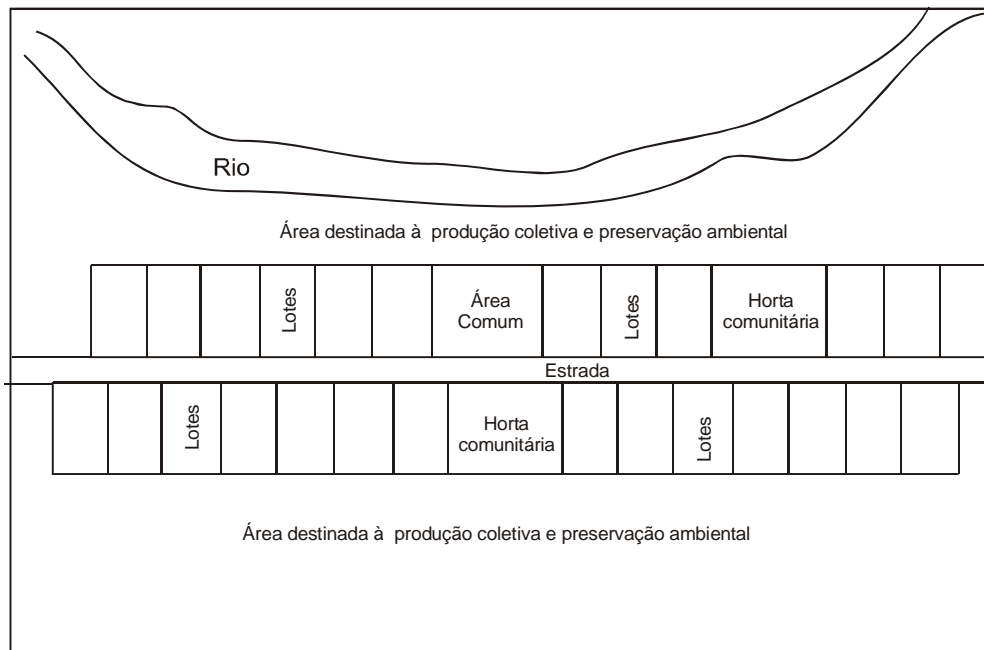 Rio
Área destinada à produção coletiva e preservação ambiental
Lotes
Área
Comum
Lotes
Horta
comunitária
Estrada
Lotes
Horta
comunitária
Lotes
Área destinada à produção coletiva e preservação ambiental